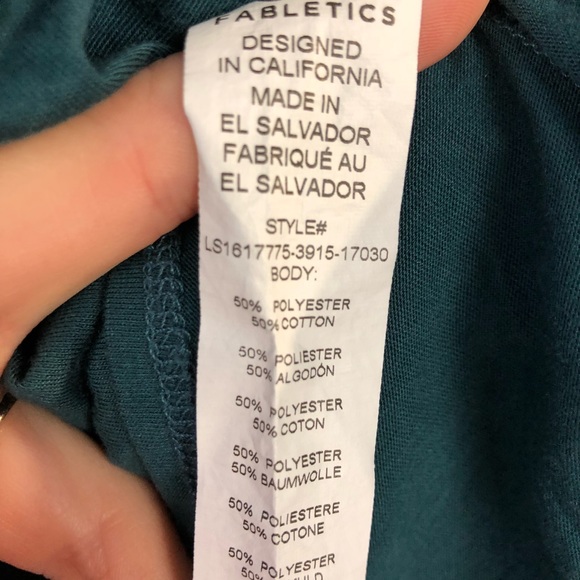 FABLETICS
DESIGNED
IN CALIFORNIA
MADE IN
EL SALVADOR
FABRIQUÉ AU
EL SALVADOR
STYLE#
LS1617775-3915-17030
BODY:
50% POLYESTER
50% COTTON
50% POLIESTER
50% ALGODÓN
50% POLYESTER
50% COTON
50% POLYESTER
50% BAUMWOLLE
50% POLIESTERE
50% COTONE
50% POLYESTER
50%